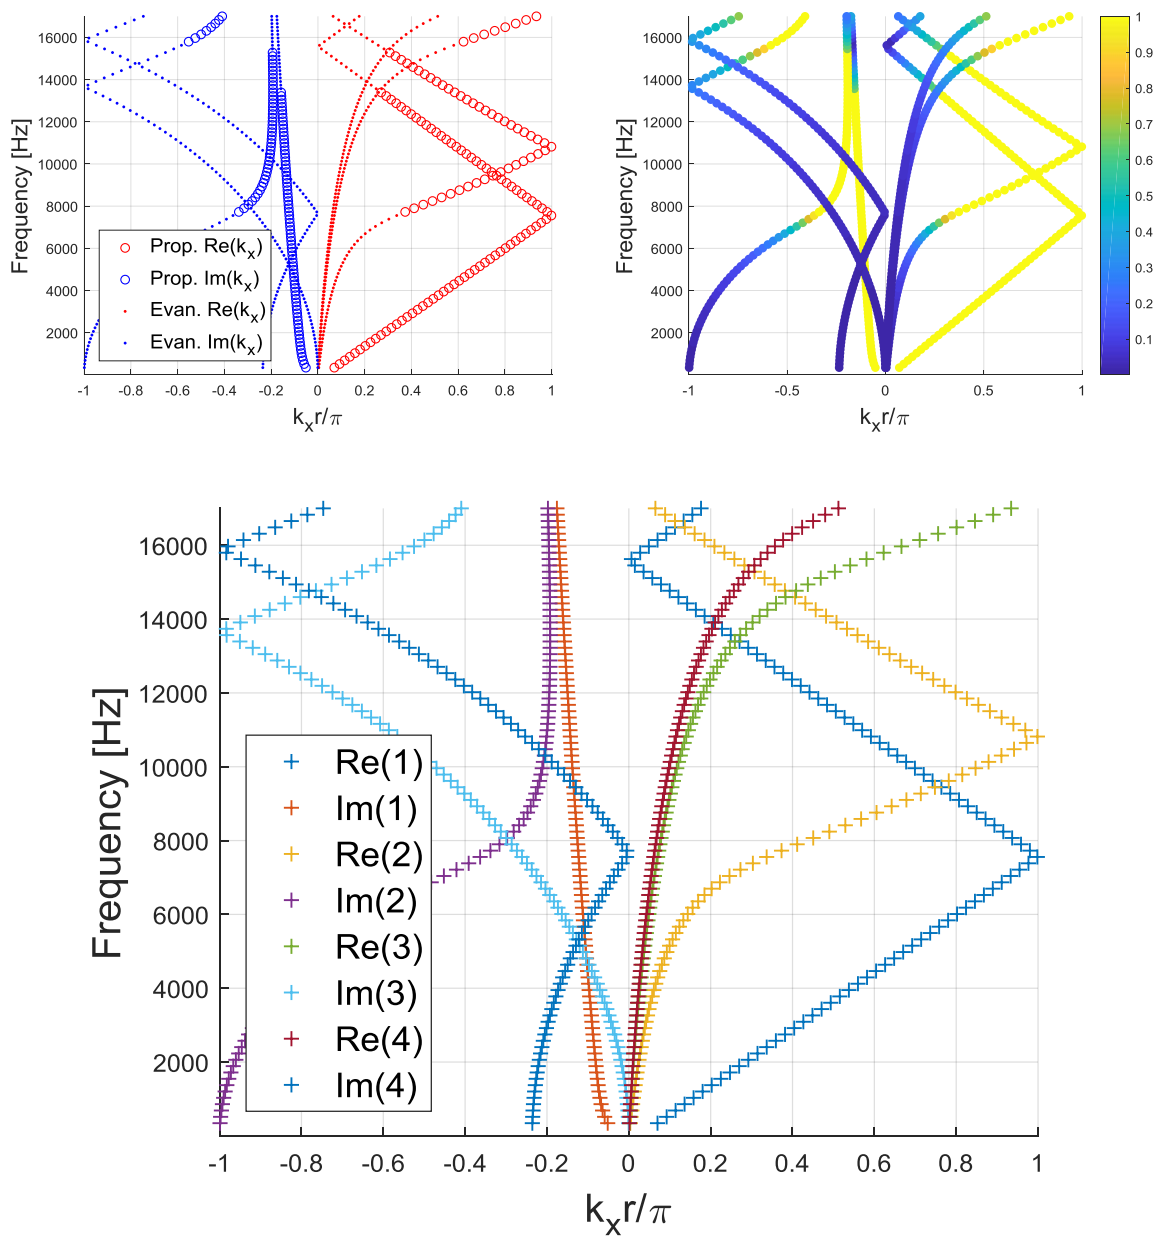 16000
14000
12000
10000
8000
6000
4000
2000
Frequency [Hz]
Prop. Re(kx)
Prop. Im(kx)
Evan. Re(kx)
Evan. Im(kx)
-1 -0.8 -0.6 -0.4 -0.2 0 0.2 0.4 0.6 0.8 1
kxr/π
16000
14000
12000
10000
8000
6000
4000
2000
Frequency [Hz]
-1 -0.5 0 0.5 1
kxr/π
1
0.9
0.8
0.7
0.6
0.5
0.4
0.3
0.2
0.1
16000
14000
12000
10000
8000
6000
4000
2000
Frequency [Hz]
Re(1)
Im(1)
Re(2)
Im(2)
Re(3)
Im(3)
Re(4)
Im(4)
-1 -0.8 -0.6 -0.4 -0.2 0 0.2 0.4 0.6 0.8 1
kxr/π